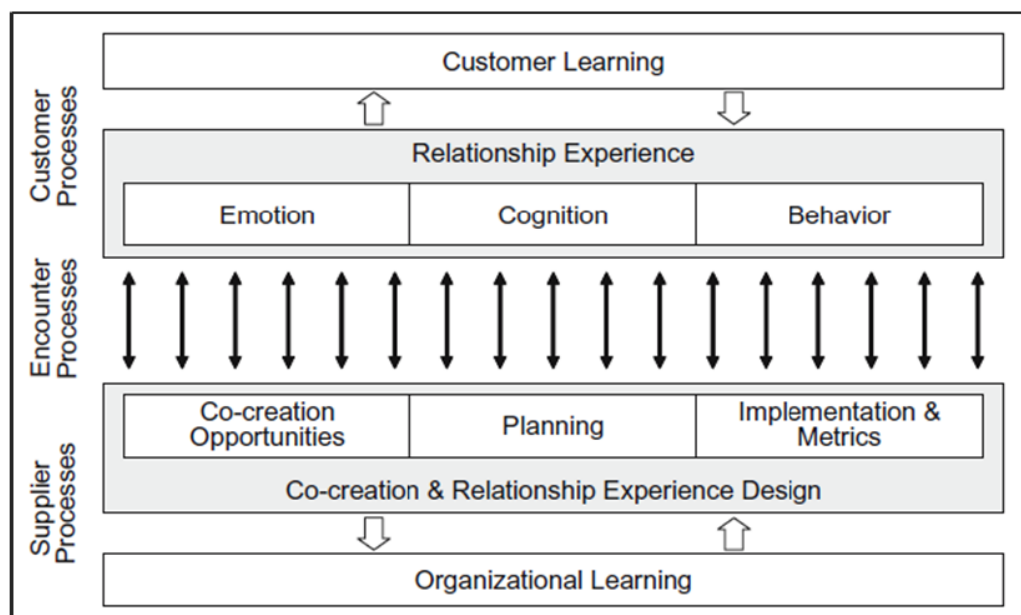 Customer Learning
Customer
Processes
Relationship Experience
Emotion
Cognition
Behavior
Encounter
Processes
Co-creation
Opportunities
Planning
Implementation &
Metrics
Supplier
Processes
Co-creation & Relationship Experience Design
Organizational Learning